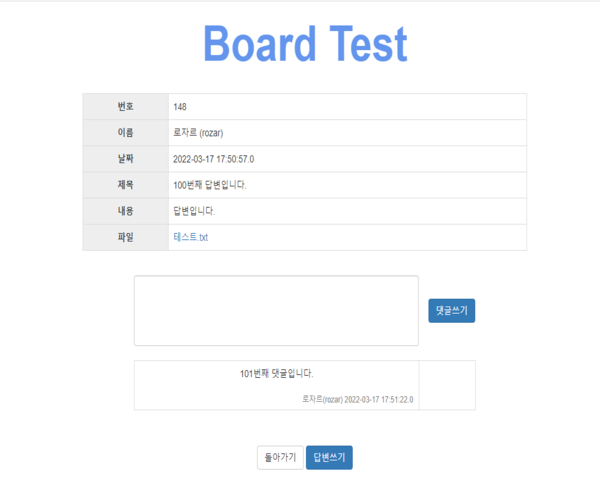 Board Test
번호 148
이름 로자르 (rozar)
날짜 2022-03-17 17:50:57.0
제목 100번째 답변입니다.
내용 답변입니다.
파일 테스트.txt
댓글쓰기
101번째 댓글입니다.
로자르(rozar) 2022-03-17 17:51:22.0
돌아가기 답변쓰기